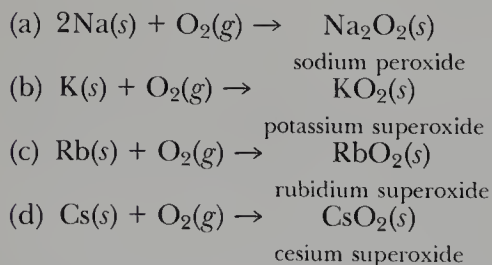 (a) 2Na(s) + O₂(g) → Na₂O₂(s)
sodium peroxide
(b) K(s) + O₂(g) → KO₂(s)
potassium superoxide
(c) Rb(s) + O₂(g) → RbO₂(s)
rubidium superoxide
(d) Cs(s) + O₂(g) → CsO₂(s)
cesium superoxide